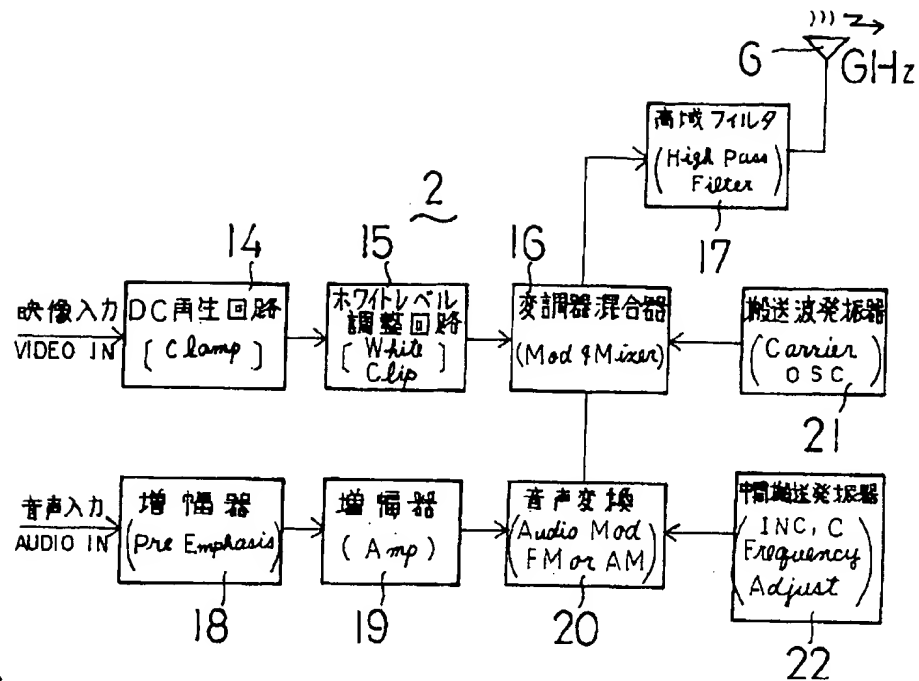 G
GHz
高域フィルタ
(High Pass
Filter)
17
2
14
15
16
映像入力
VIDEO IN
DC再生回路
[Clamp]
ホワイトレベル
調整回路
[White
Clip]
変調器混合器
(Mod & Mixer)
搬送波発振器
(Carrier
OSC)
21
音声入力
AUDIO IN
増幅器
(Pre Emphasis)
18
増幅器
(Amp)
19
音声変換
(Audio Mod
FM or AM)
20
中間搬送発振器
(INC, C
Frequency
Adjust)
22